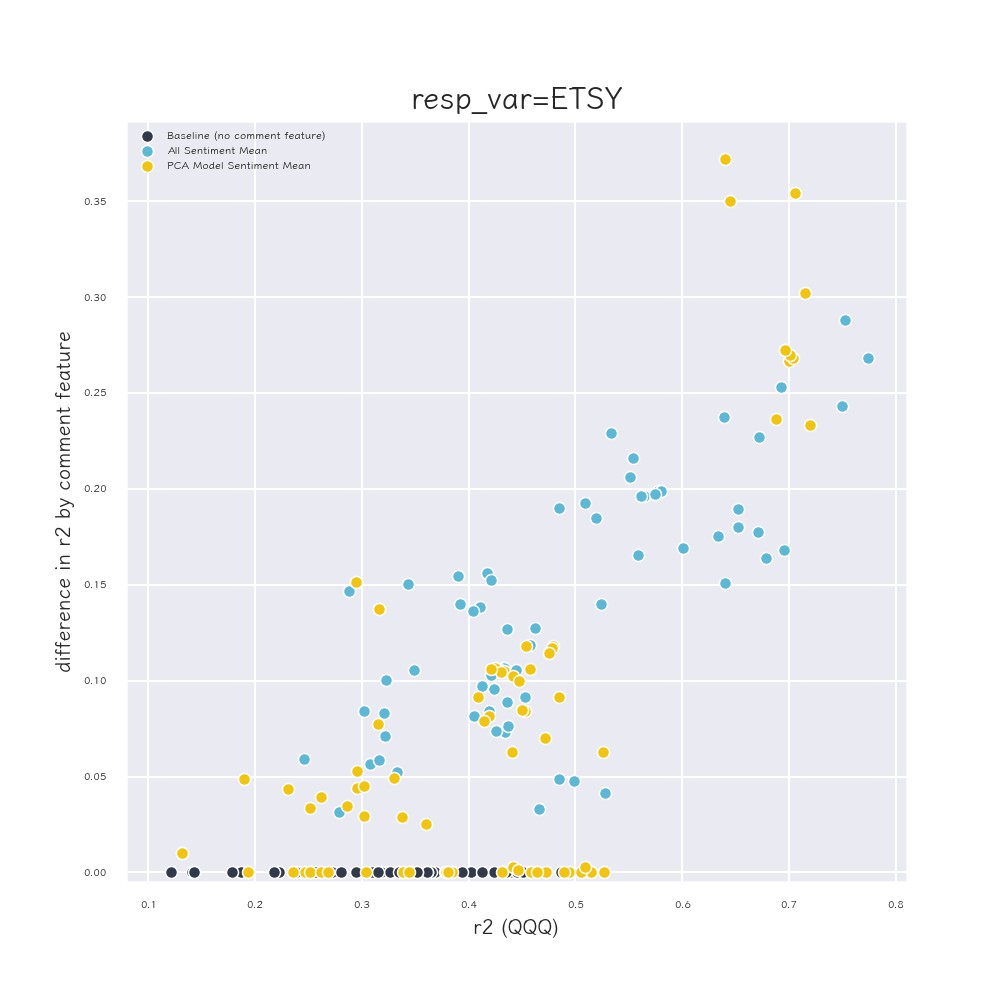 resp_var=ETSY
Baseline (no comment feature)
All Sentiment Mean
PCA Model Sentiment Mean
difference in r2 by comment feature
0.35
0.30
0.25
0.20
0.15
0.10
0.05
0.00
0.1 0.2 0.3 0.4 0.5 0.6 0.7 0.8
r2 (QQQ)